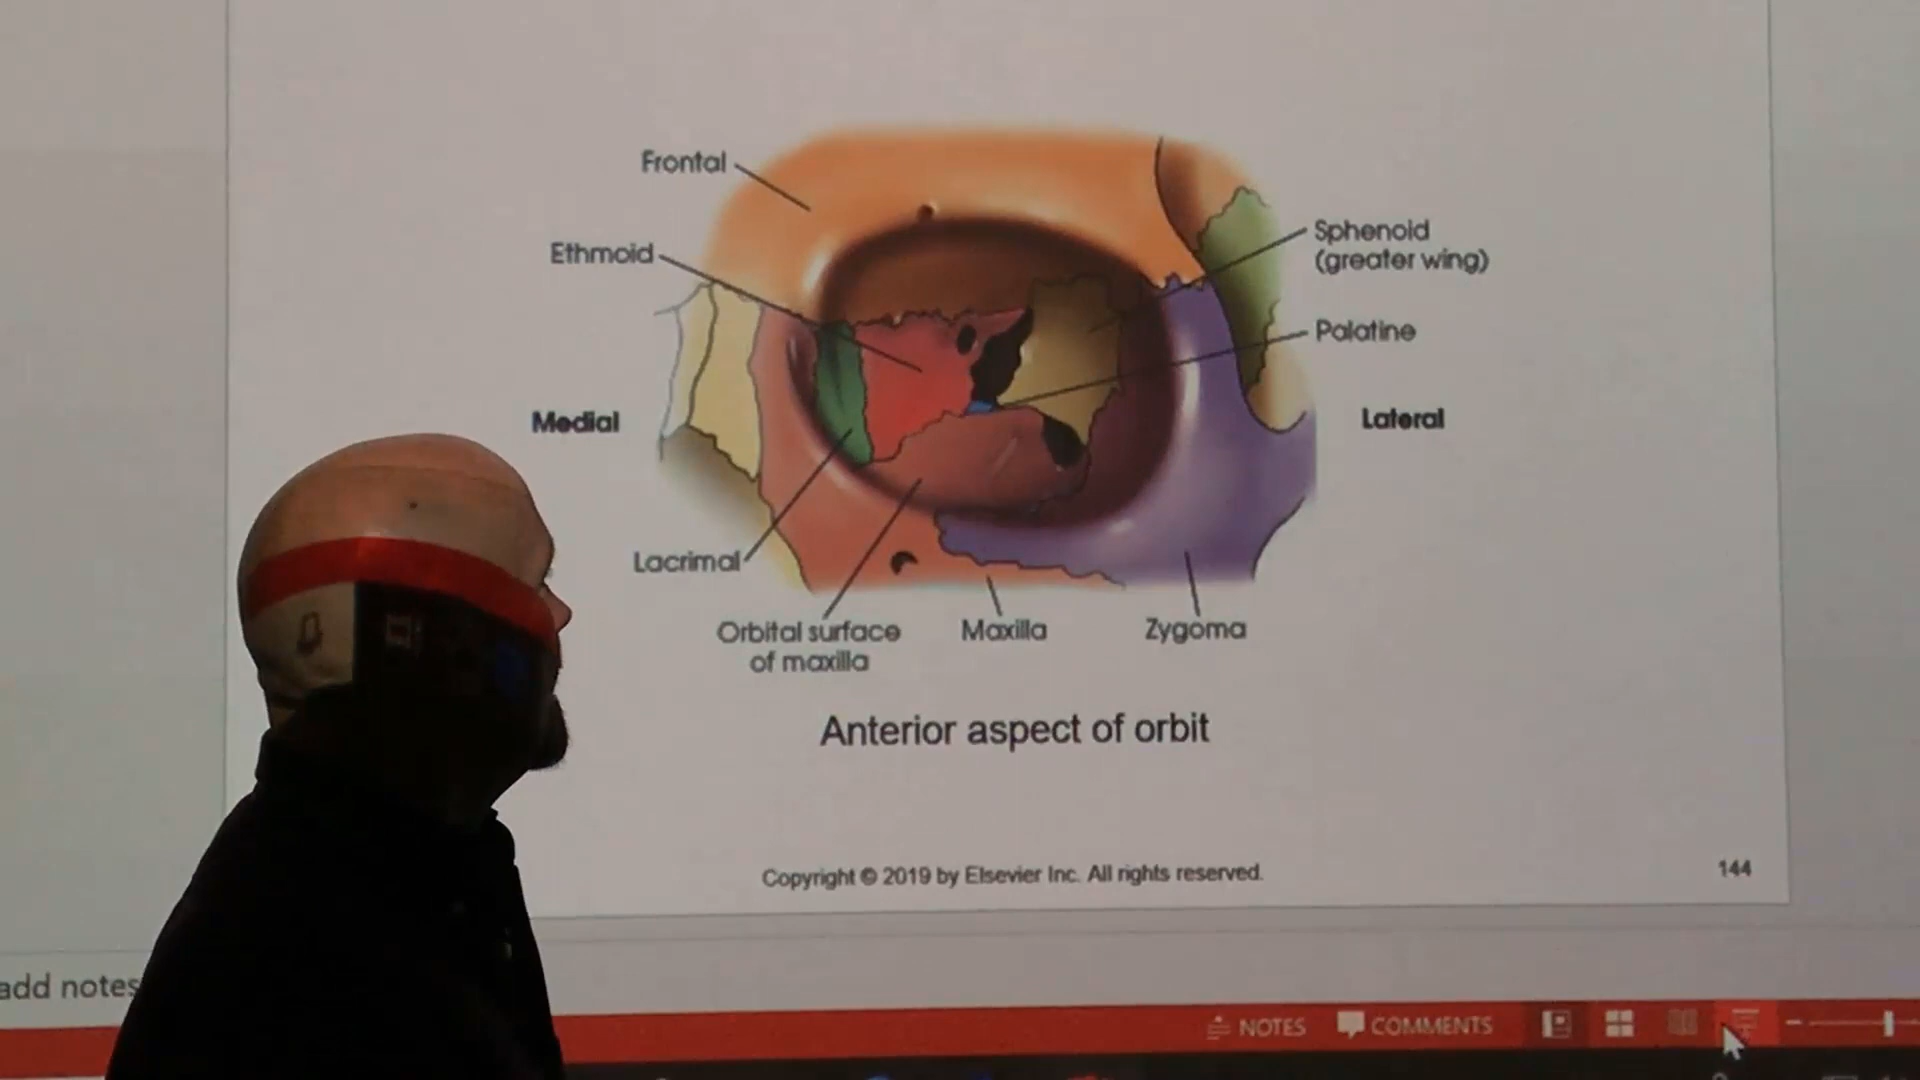 Frontal
Ethmoid
Sphenoid
(greater wing)
Palatine
Medial
Lateral
Lacrimal
Orbital surface
of maxilla
Maxilla
Zygoma
Anterior aspect of orbit
Copyright © 2019 by Elsevier Inc. All rights reserved.
144
add notes
NOTES
COMMENTS